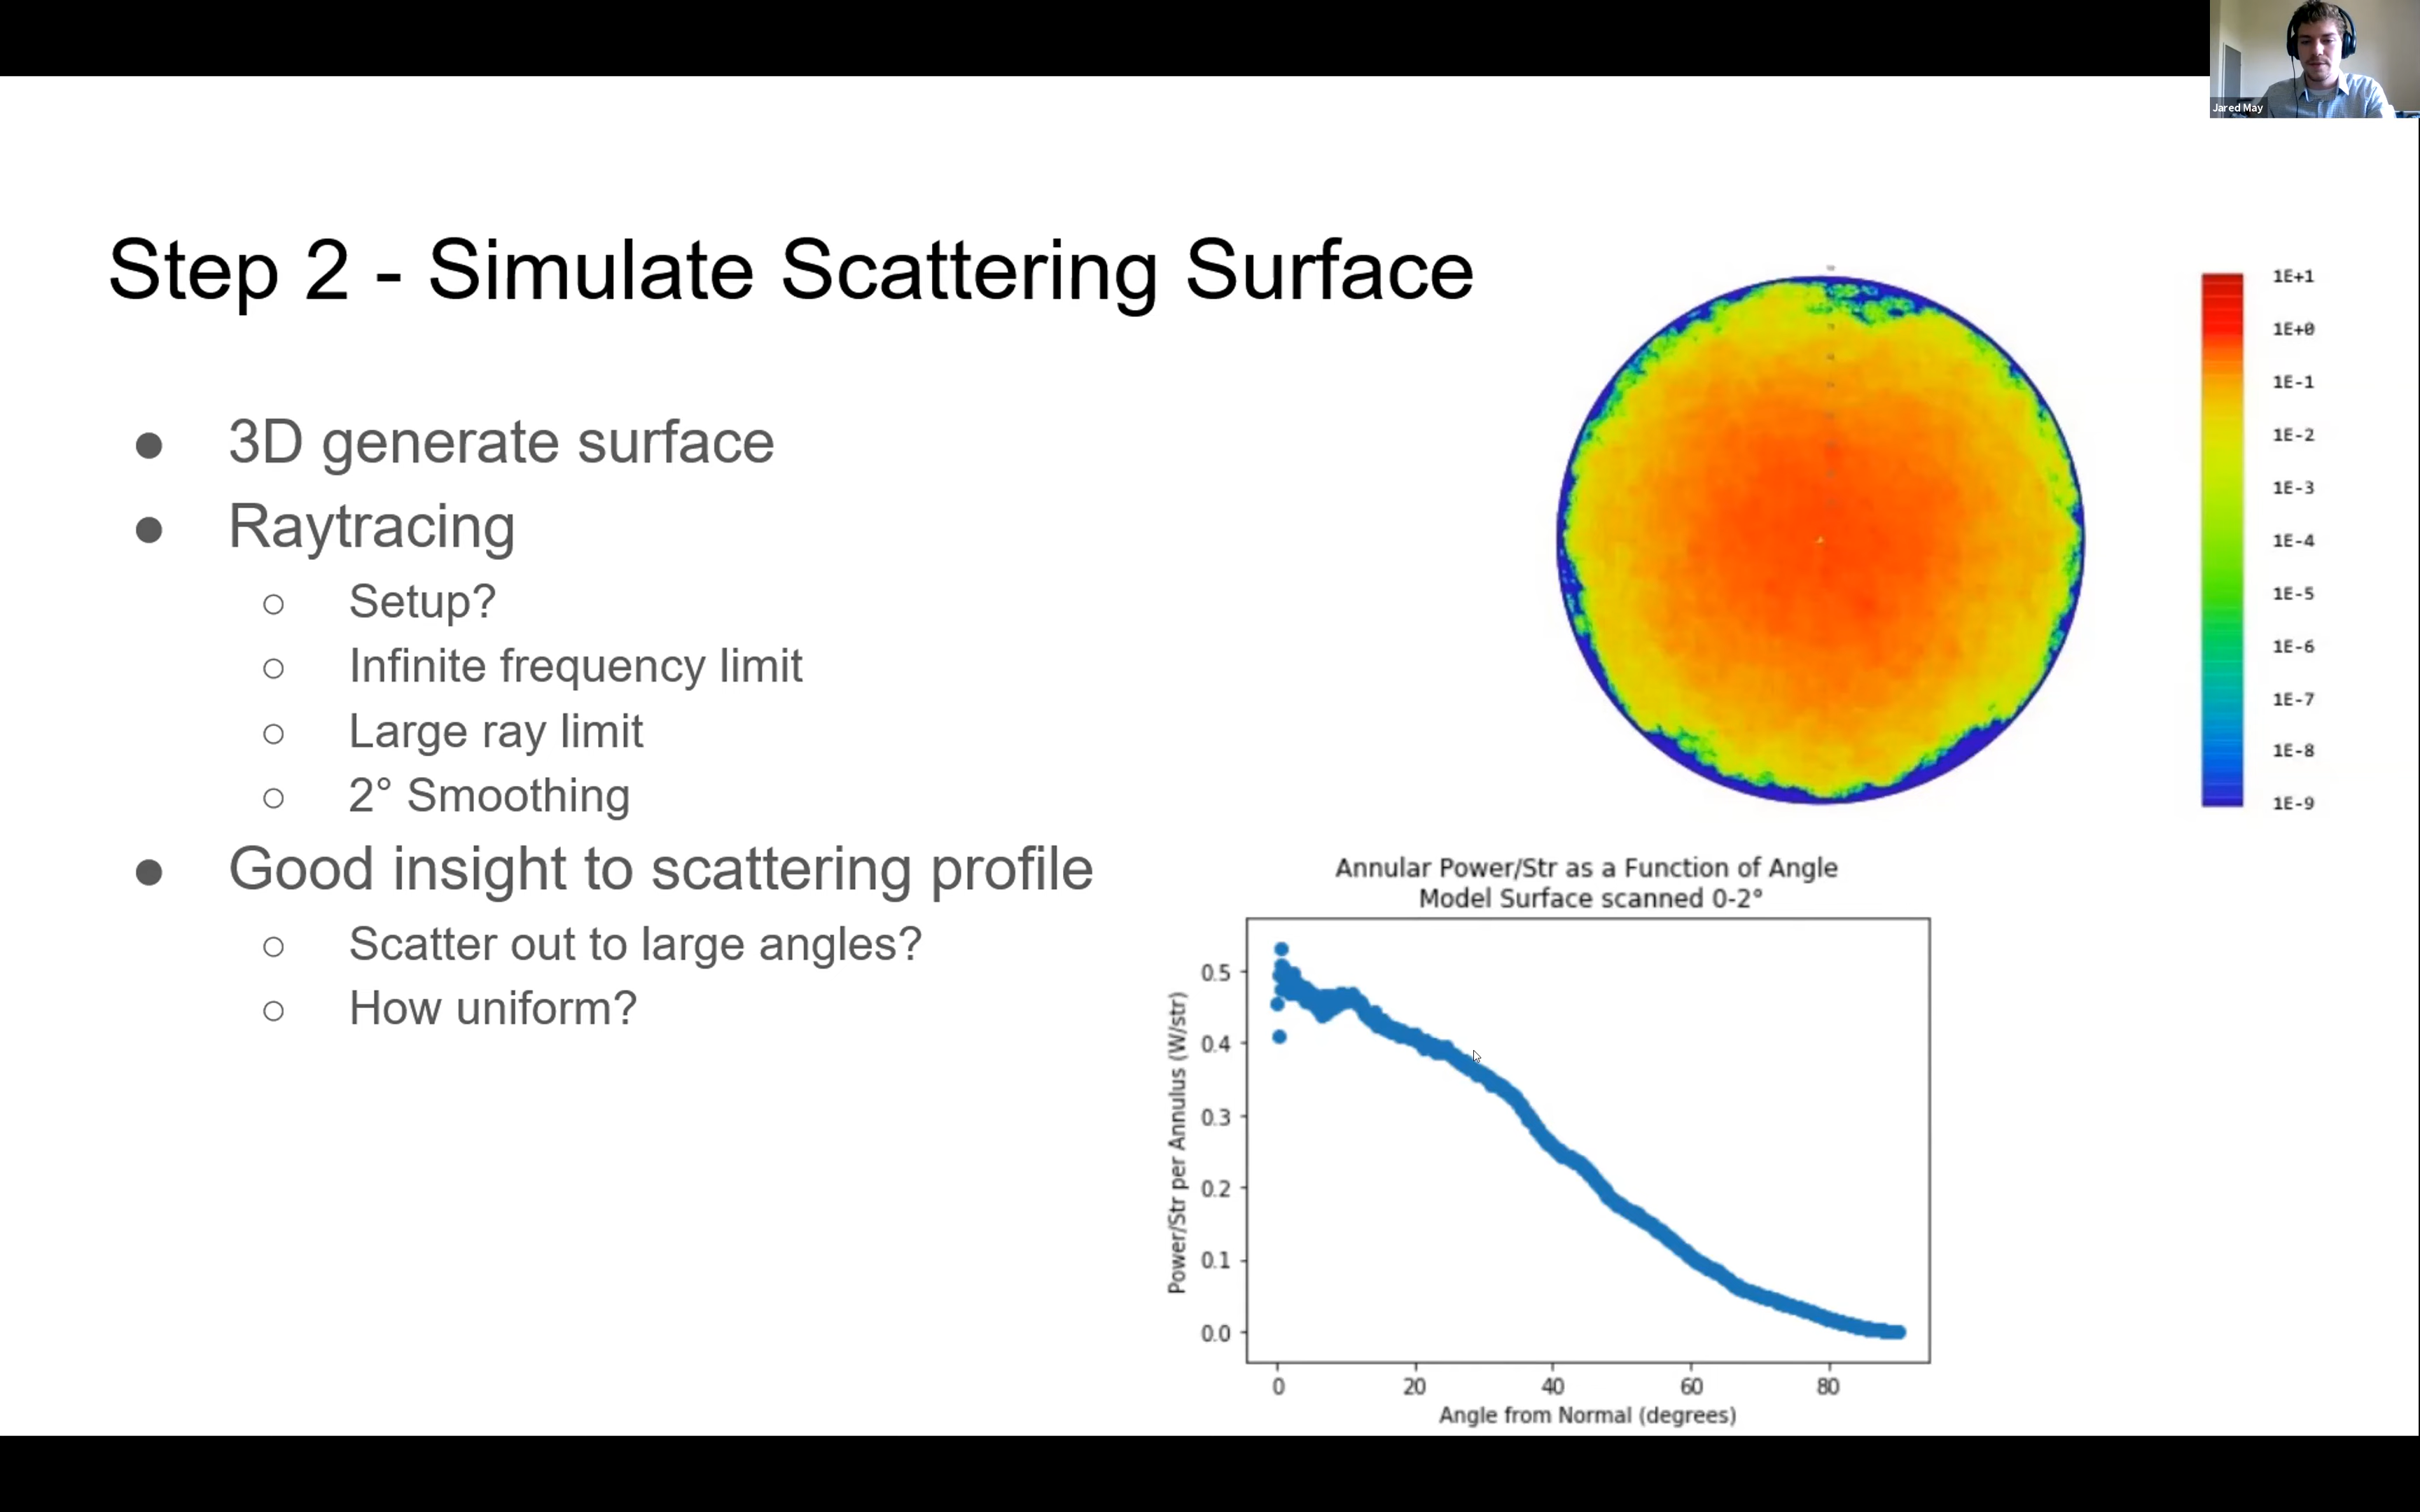 Jared May
Step 2 - Simulate Scattering Surface
● 3D generate surface
● Raytracing
○ Setup?
○ Infinite frequency limit
○ Large ray limit
○ 2° Smoothing
● Good insight to scattering profile
○ Scatter out to large angles?
○ How uniform?
1E+1
1E+0
1E-1
1E-2
1E-3
1E-4
1E-5
1E-6
1E-7
1E-8
1E-9
Annular Power/Str as a Function of Angle
Model Surface scanned 0-2°
Power/Str per Annulus (W/str)
0.5
0.4
0.3
0.2
0.1
0.0
0 20 40 60 80
Angle from Normal (degrees)